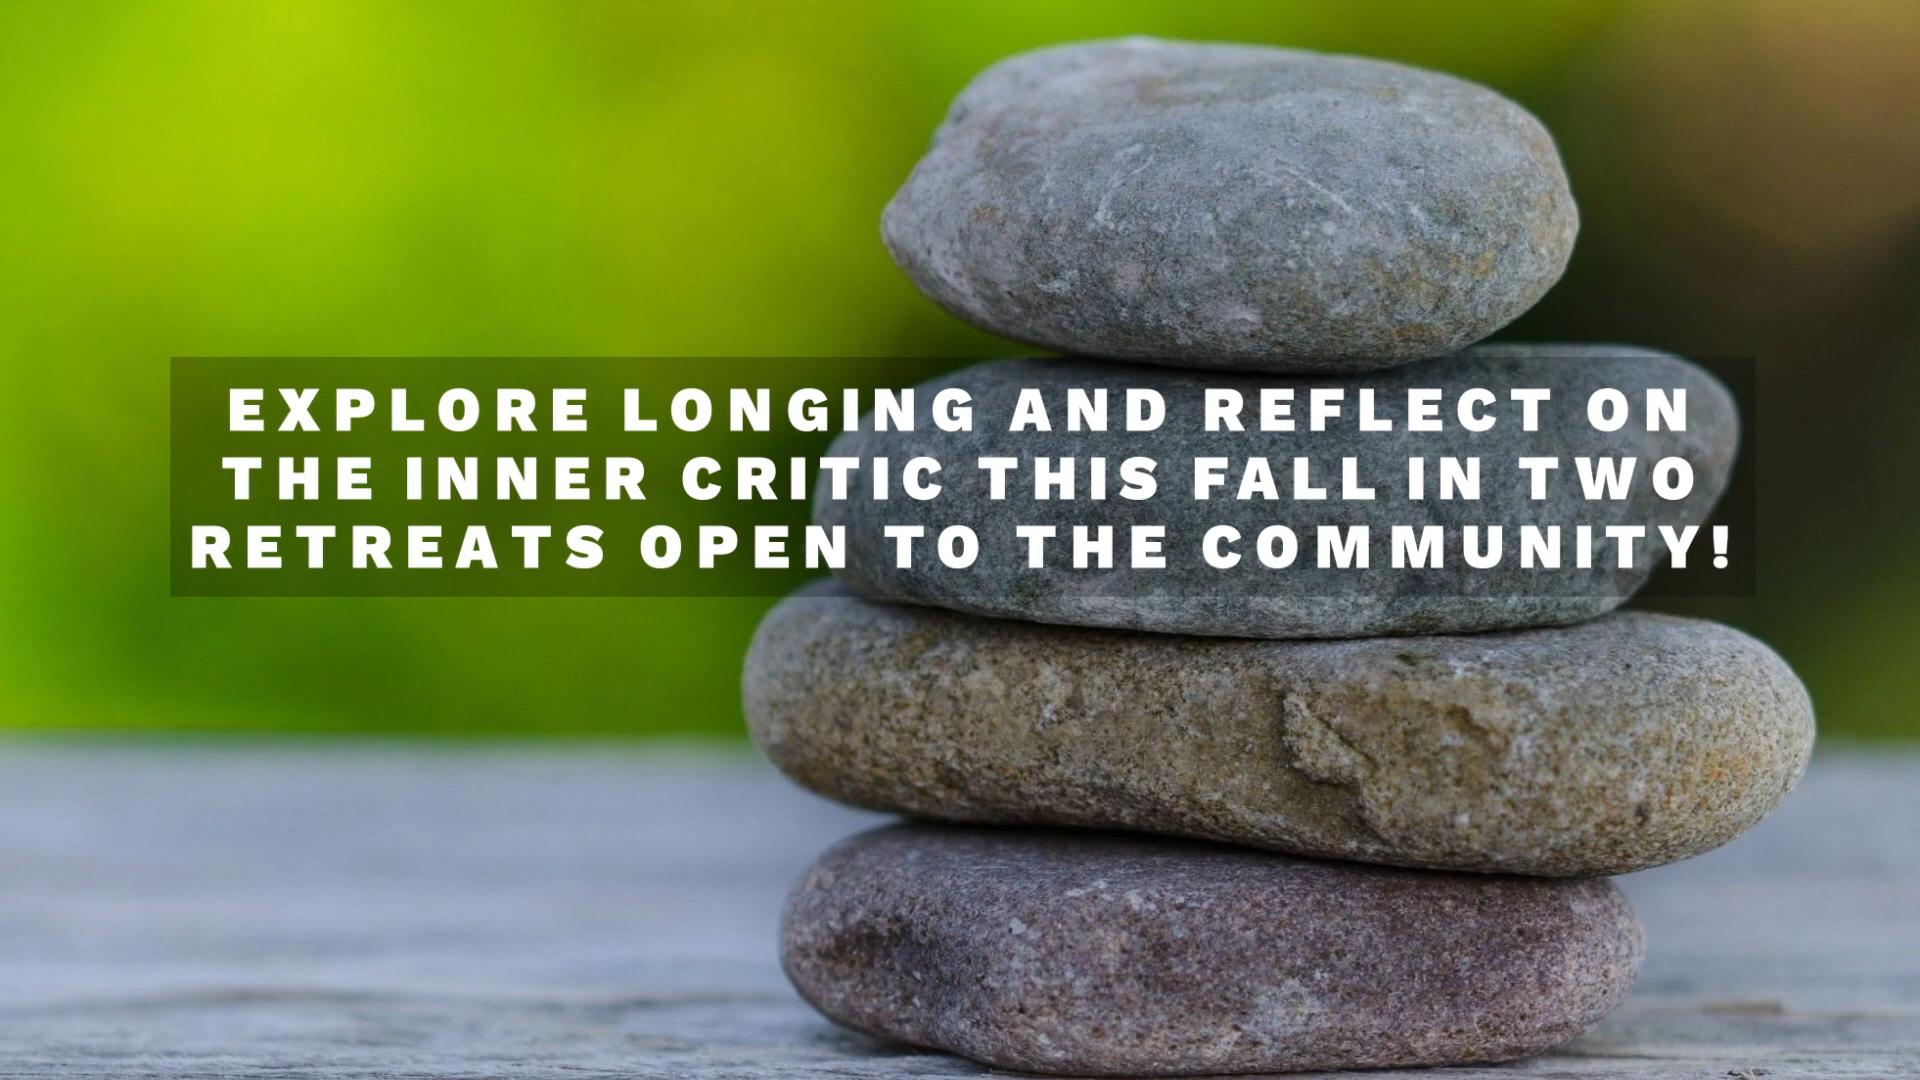 EXPLORE LONGING AND REFLECT ON
THE INNER CRITIC THIS FALL IN TWO
RETREATS OPEN TO THE COMMUNITY!